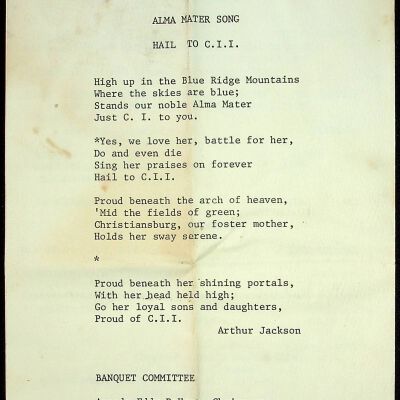 ALMA MATER SONG
HAIL TO C.I.I.
High up in the Blue Ridge Mountains
Where the skies are blue;
Stands our noble Alma Mater
Just C. I. to you.
*Yes, we love her, battle for her,
Do and even die
Sing her praises on forever
Hail to C.I.I.
Proud beneath the arch of heaven,
'Mid the fields of green;
Christiansburg, our foster mother,
Holds her sway serene.
*
Proud beneath her shining portals,
With her head held high;
Go her loyal sons and daughters,
Proud of C.I.I.
Arthur Jackson
BANQUET COMMITTEE